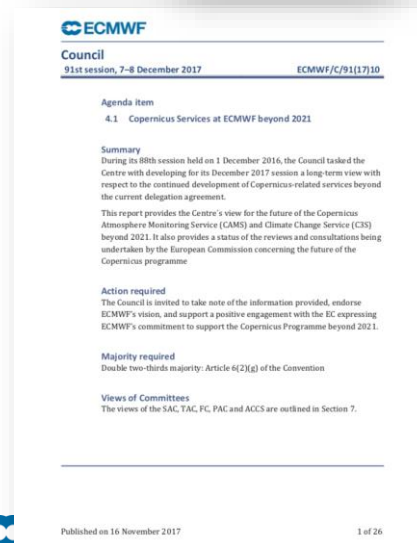 ECMWF
Council
91st session, 7–8 December 2017 ECMWF/C/91(17)10
Agenda item
4.1 Copernicus Services at ECMWF beyond 2021
Summary
During its 88th session held on 1 December 2016, the Council tasked the
Centre with developing for its December 2017 session a long-term view with
respect to the continued development of Copernicus-related services beyond
the current delegation agreement.
This report provides the Centre's view for the future of the Copernicus
Atmosphere Monitoring Service (CAMS) and Climate Change Service (C3S)
beyond 2021. It also provides a status of the reviews and consultations being
undertaken by the European Commission concerning the future of the
Copernicus programme
Action required
The Council is invited to take note of the information provided, endorse
ECMWF's vision, and support a positive engagement with the EC expressing
ECMWF's commitment to support the Copernicus Programme beyond 2021.
Majority required
Double two-thirds majority: Article 6(2)(g) of the Convention
Views of Committees
The views of the SAC, TAC, FC, PAC and ACCS are outlined in Section 7.
Published on 16 November 2017 1 of 26